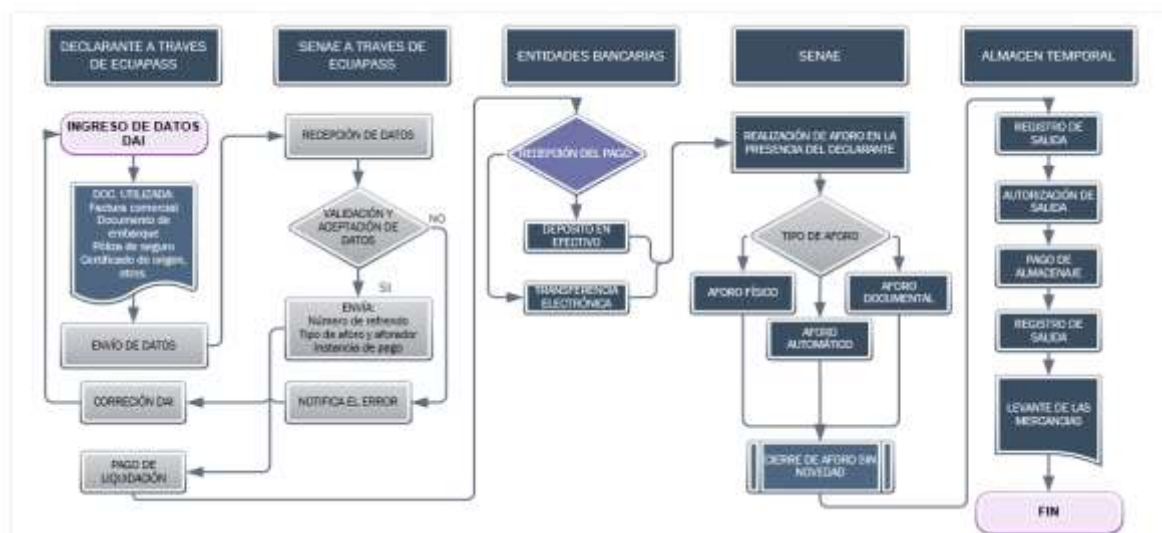 DECLARANTE A TRAVES
DE ECUAPASS
SENAE A TRAVES DE
ECUAPASS
ENTIDADES BANCARIAS
SENAE
ALMACEN TEMPORAL
INGRESO DE DATOS
DAI
DOC. UTILIZADA
Factura comercial
Documento de
embarque
Póliza de seguro
Certificado de origen,
otros.
ENVÍO DE DATOS
CORRECIÓN DAI
PAGO DE
LIQUIDACIÓN
RECEPCIÓN DE DATOS
VALIDACIÓN Y
ACEPTACIÓN DE
DATOS
NO
SI
ENVÍA:
Número de refrendo
Tipo de aforo y aforador
Instancia de pago
NOTIFICA EL ERROR
RECEPCIÓN DEL PAGO
DEPOSITO EN
EFECTIVO
TRANSFERENCIA
ELECTRÓNICA
REALIZACIÓN DE AFORO EN LA
PRESENCIA DEL DECLARANTE
TIPO DE AFORO
AFORO FÍSICO
AFORO
DOCUMENTAL
AFORO
AUTOMÁTICO
CIERRE DE AFORO SIN
NOVEDAD
REGISTRO DE
SALIDA
AUTORIZACIÓN DE
SALIDA
PAGO DE
ALMACENAJE
REGISTRO DE
SALIDA
LEVANTE DE LAS
MERCANCIAS
FIN